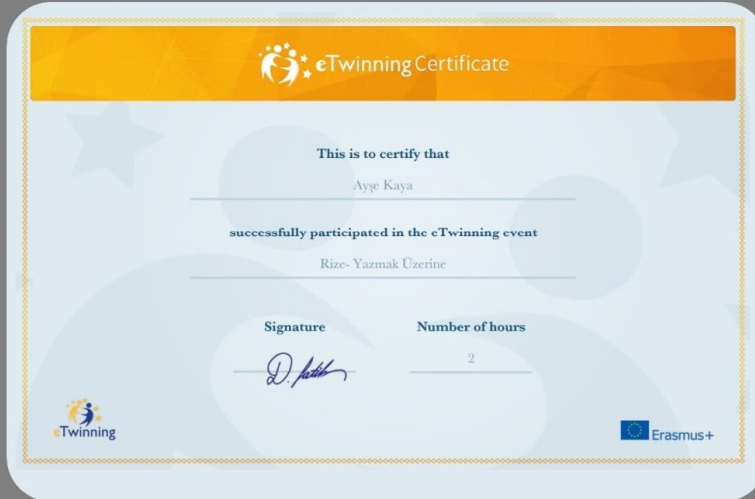 eTwinning Certificate
This is to certify that
Ayşe Kaya
successfully participated in the eTwinning event
Rize- Yazmak Üzerine
Signature Number of hours
D. fatih 2
eTwinning Erasmus+